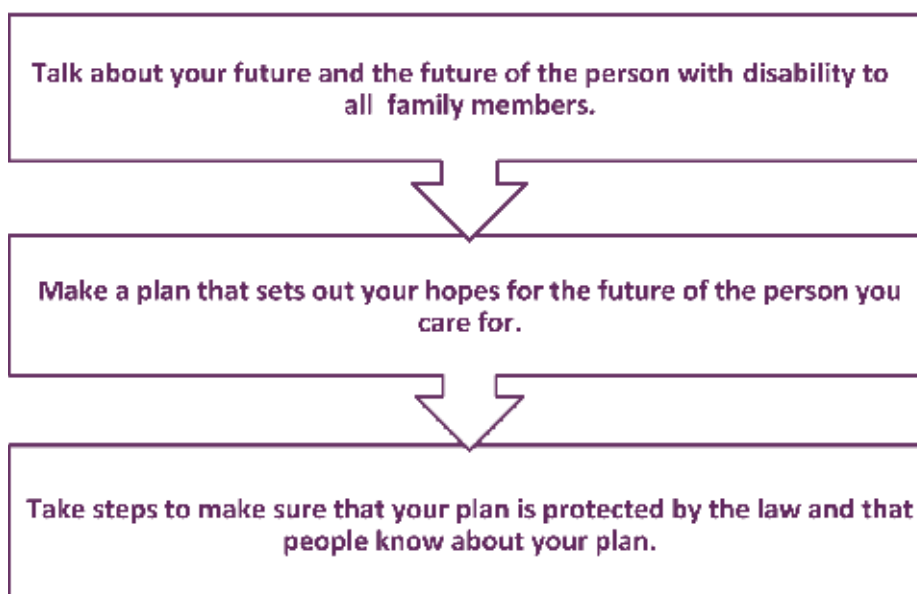 Talk about your future and the future of the person with disability to
all family members.
Make a plan that sets out your hopes for the future of the person you
care for.
Take steps to make sure that your plan is protected by the law and that
people know about your plan.